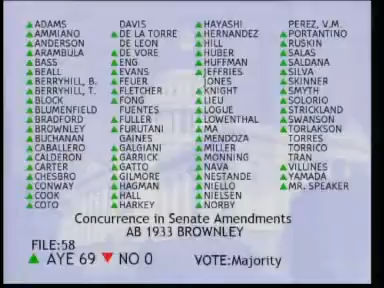 ADAMS DAVIS HAYASHI PEREZ, V.M.
AMMIANO DE LA TORRE HERNANDEZ PORTANTINO
ANDERSON DE LEON HILL RUSKIN
ARAMBULA DE VORE HUBER SALAS
BASS ENG HUFFMAN SALDANA
BEALL EVANS JEFFRIES SILVA
BERRYHILL, B. FEUER JONES SKINNER
BERRYHILL, T. FLETCHER KNIGHT SMYTH
BLOCK FONG LIEU SOLORIO
BLUMENFIELD FUENTES LOGUE STRICKLAND
BRADFORD FULLER LOWENTHAL SWANSON
BROWNLEY FURUTANI MA TORLAKSON
BUCHANAN GAINES MENDOZA TORRES
CABALLERO GALGIANI MILLER TORRICO
CALDERON GARRICK MONNING TRAN
CARTER GATTO NAVA VILLINES
CHESBRO GILMORE NESTANDE YAMADA
CONWAY HAGMAN NIELLO MR. SPEAKER
COOK HALL NIELSEN
COTO HARKEY NORBY
Concurrence in Senate Amendments
AB 1933 BROWNLEY
FILE:58
AYE 69 NO 0 VOTE:Majority